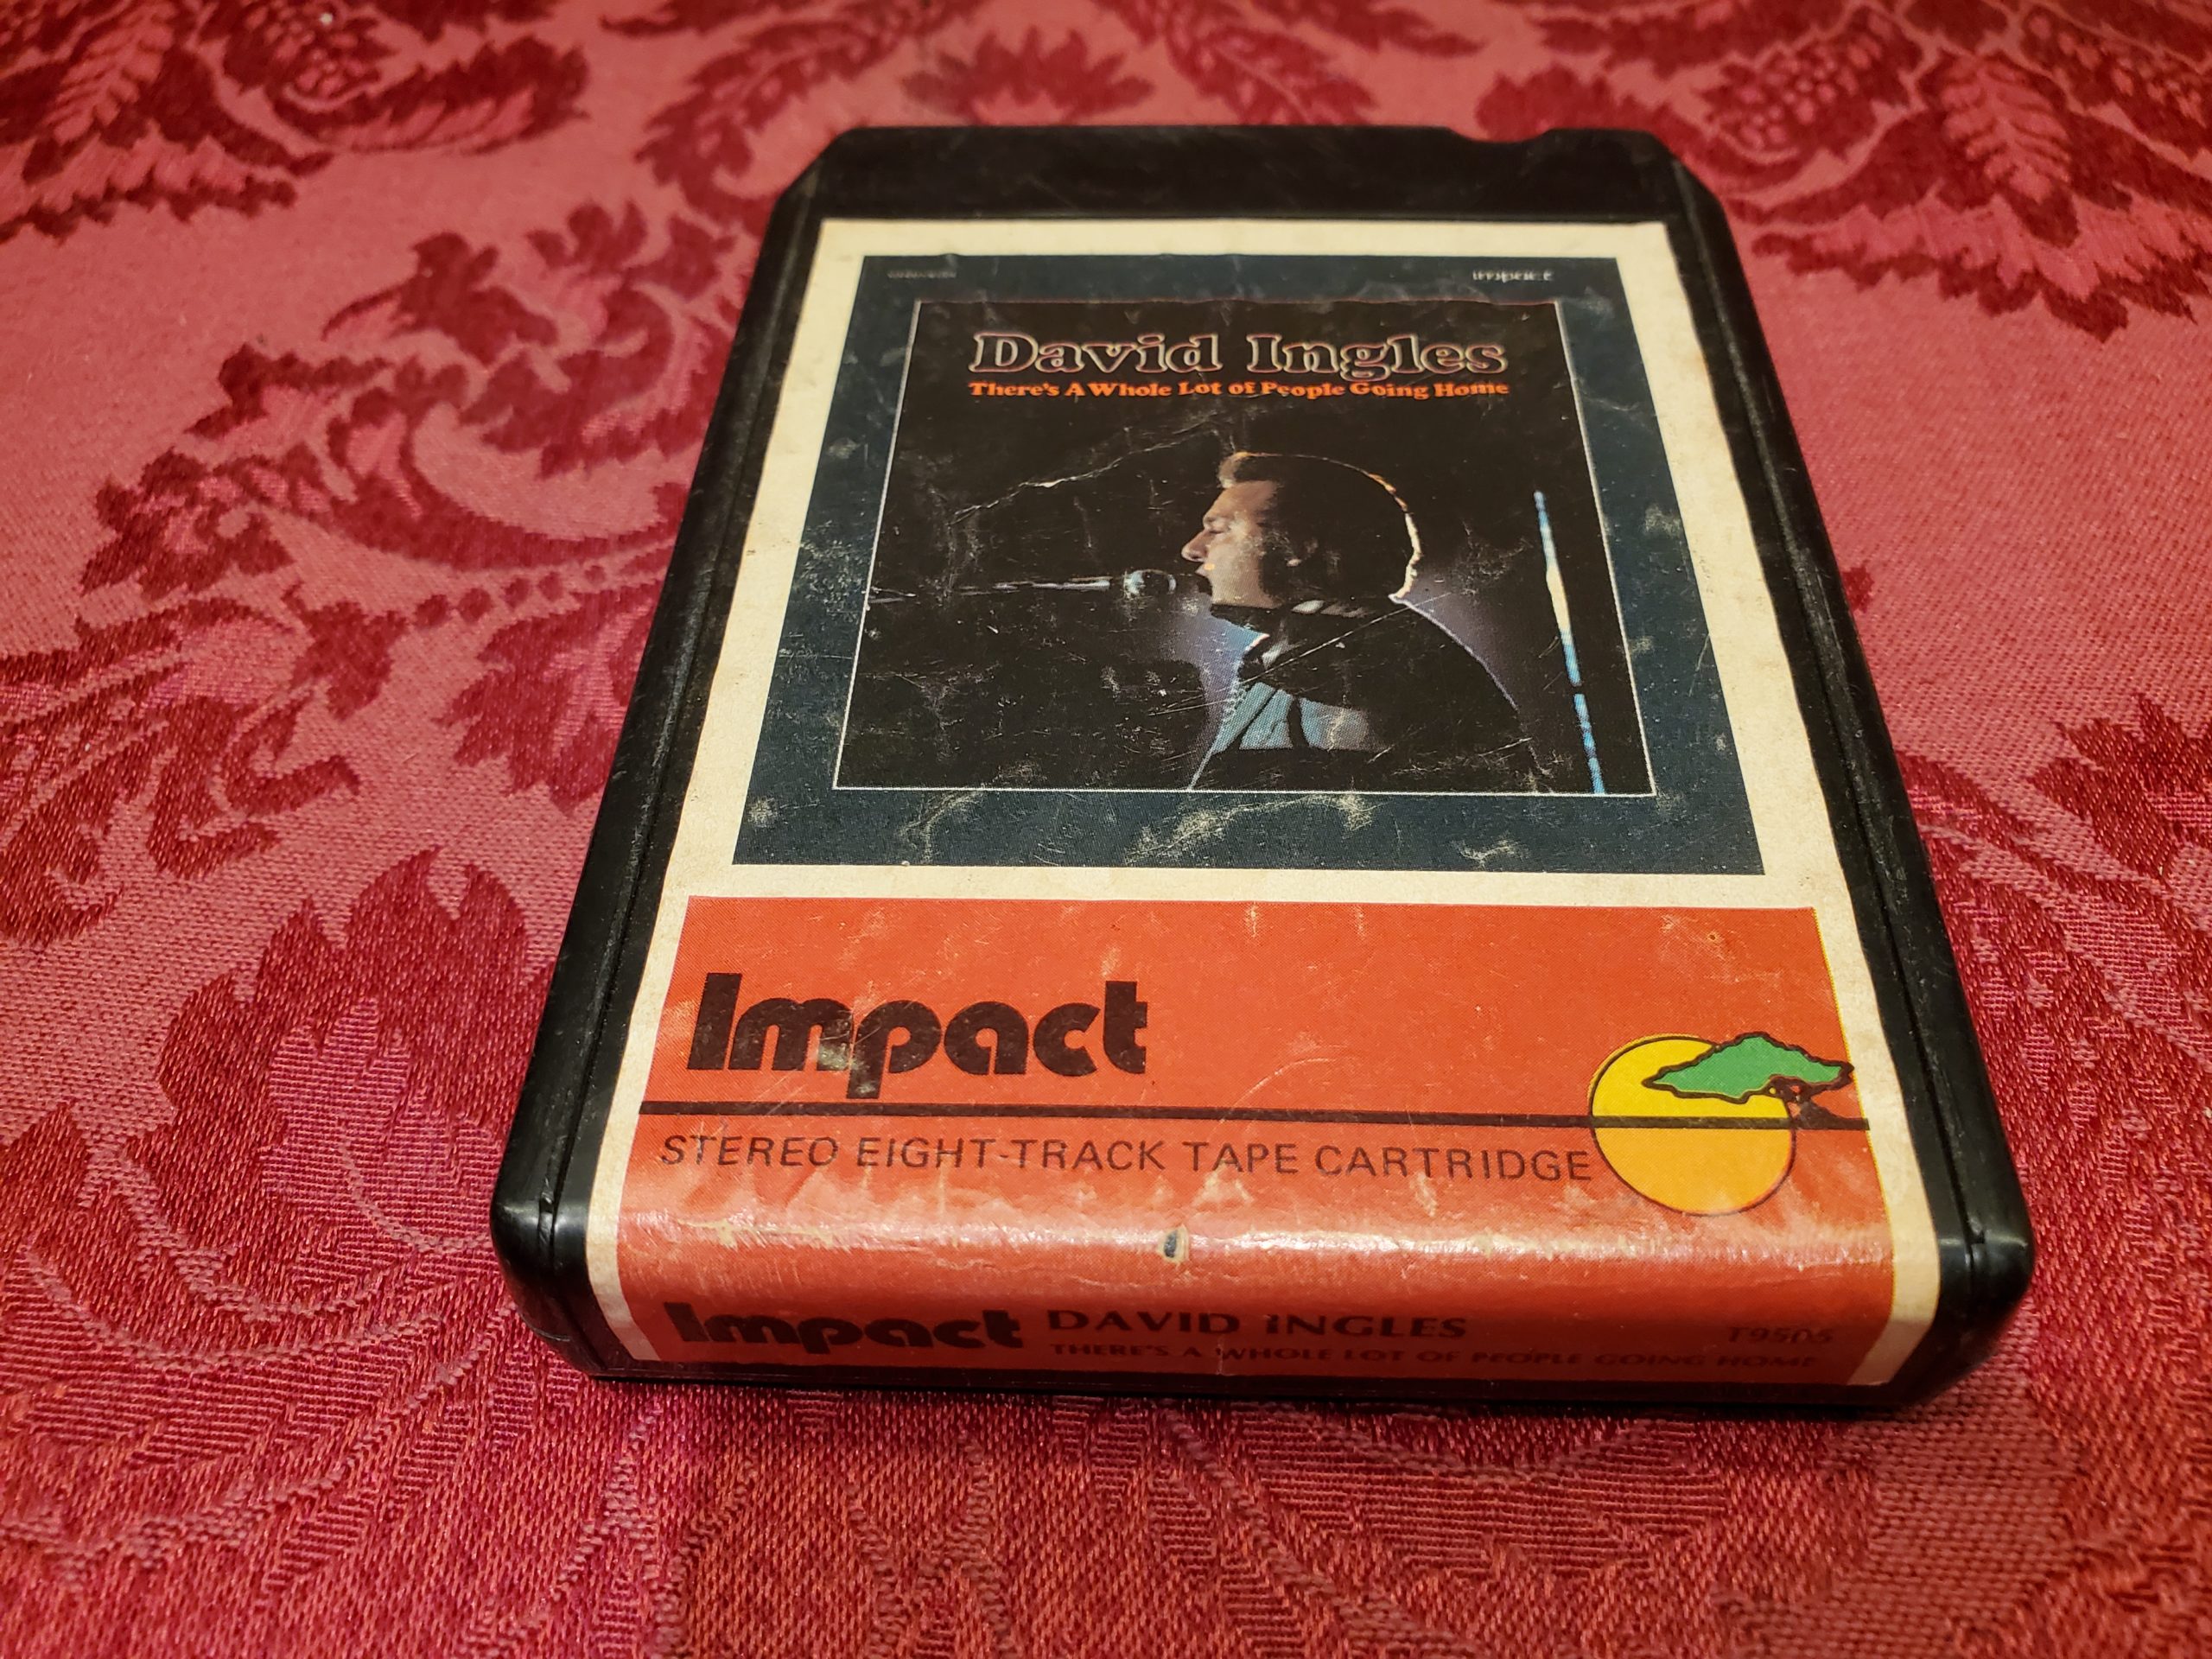 impact
David Ingles
There's A Whole Lot of People Going Home
Impact
STEREO EIGHT-TRACK TAPE CARTRIDGE
Impact DAVID INGLES T9505
THERE'S A WHOLE LOT OF PEOPLE GOING HOME